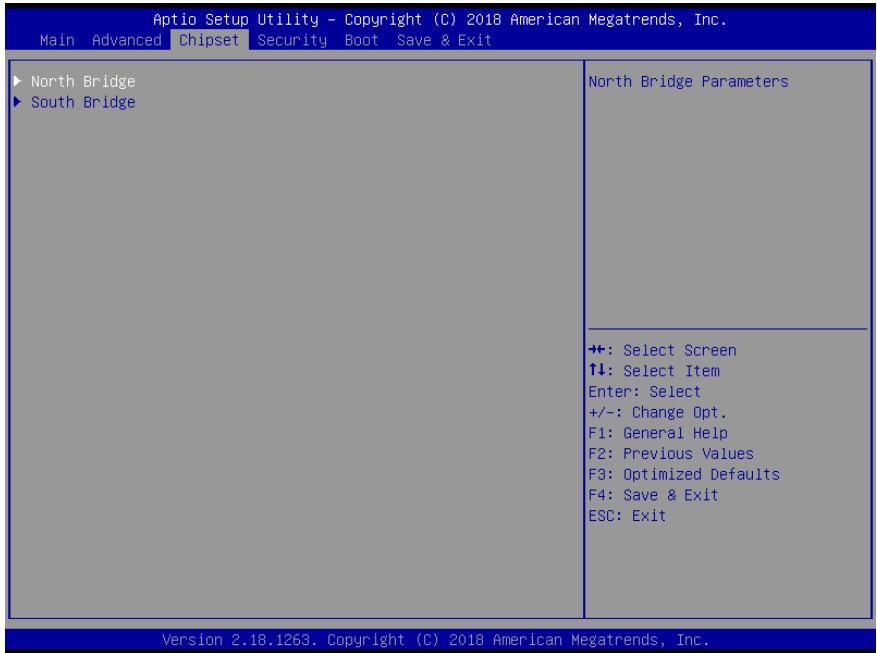 Aptio Setup Utility – Copyright (C) 2018 American Megatrends, Inc.
Main Advanced Chipset Security Boot Save & Exit
▶ North Bridge
▶ South Bridge
North Bridge Parameters
→←: Select Screen
↑↓: Select Item
Enter: Select
+/-: Change Opt.
F1: General Help
F2: Previous Values
F3: Optimized Defaults
F4: Save & Exit
ESC: Exit
Version 2.18.1263. Copyright (C) 2018 American Megatrends, Inc.